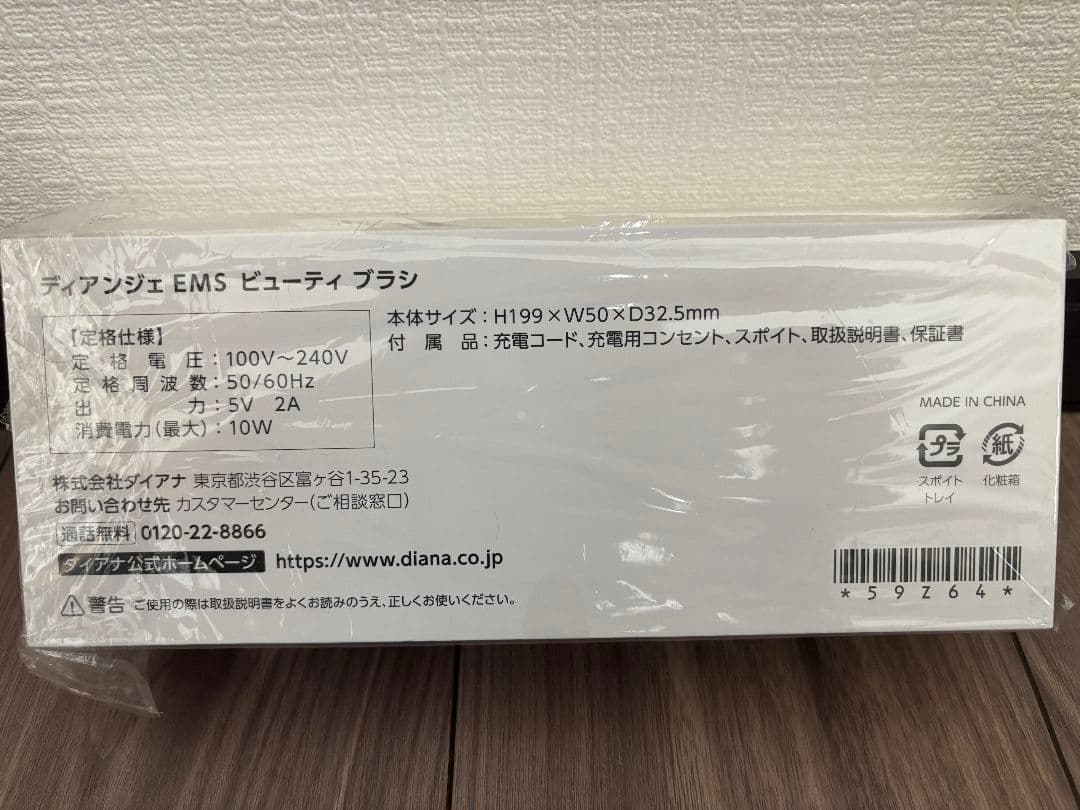 ディアンジェ EMS ビューティ ブラシ
【定格仕様】
定格電圧：100V～240V
定格周波数：50/60Hz
出力：5V 2A
消費電力(最大)：10W
本体サイズ：H199×W50×D32.5mm
付属品：充電コード、充電用コンセント、スポイト、取扱説明書、保証書
MADE IN CHINA
プラ
紙
スポイト
トレイ
化粧箱
株式会社ダイアナ 東京都渋谷区富ヶ谷1-35-23
お問い合わせ先 カスタマーセンター(ご相談窓口)
通話無料 0120-22-8866
ダイアナ公式ホームページ https://www.diana.co.jp
警告 ご使用の際は取扱説明書をよくお読みのうえ、正しくお使いください。
*59Z64*